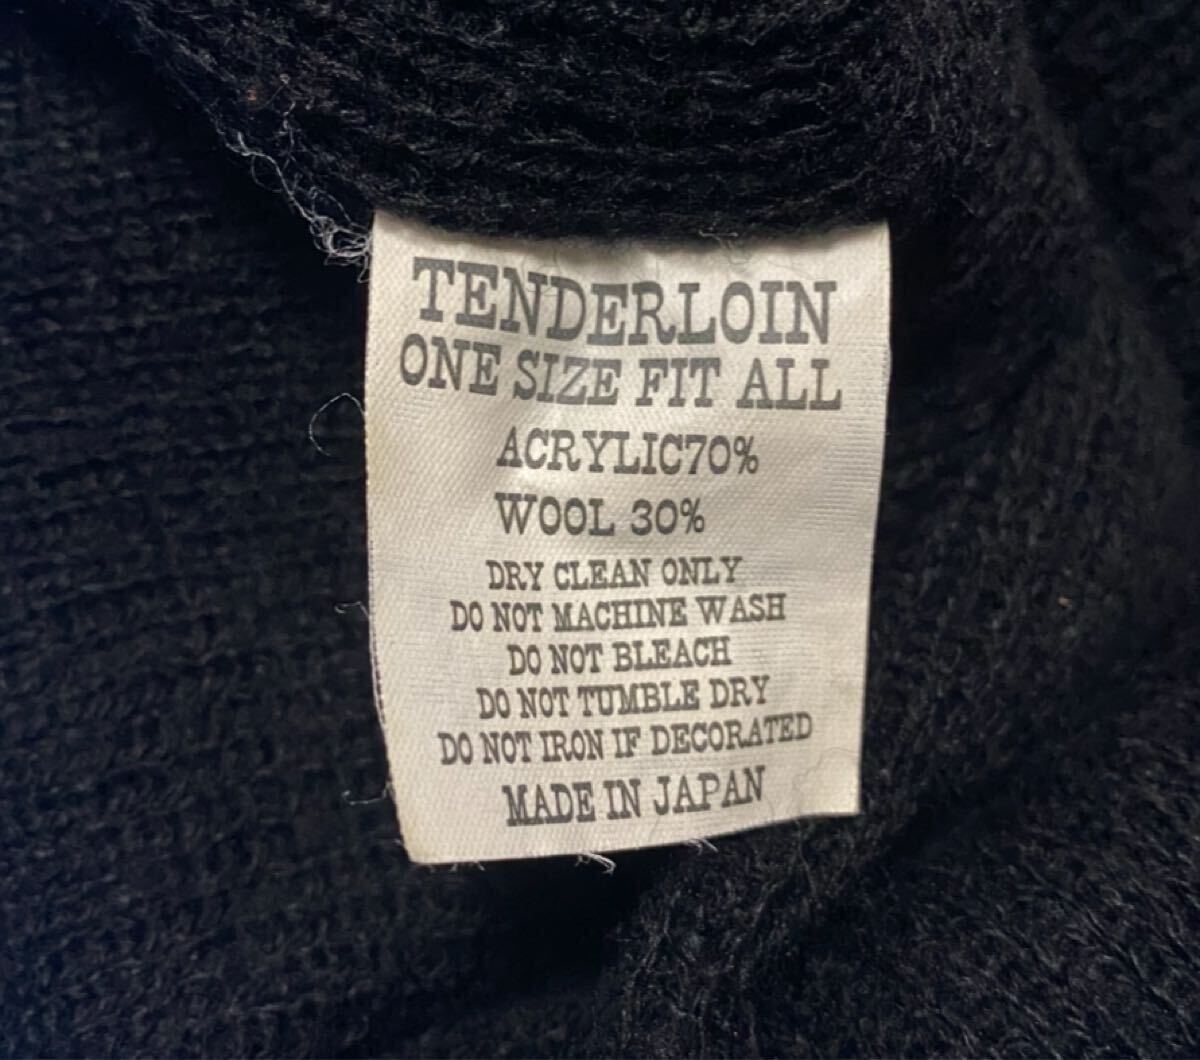 TENDERLOIN
ONE SIZE FIT ALL
ACRYLIC70%
WOOL 30%
DRY CLEAN ONLY
DO NOT MACHINE WASH
DO NOT BLEACH
DO NOT TUMBLE DRY
DO NOT IRON IF DECORATED
MADE IN JAPAN